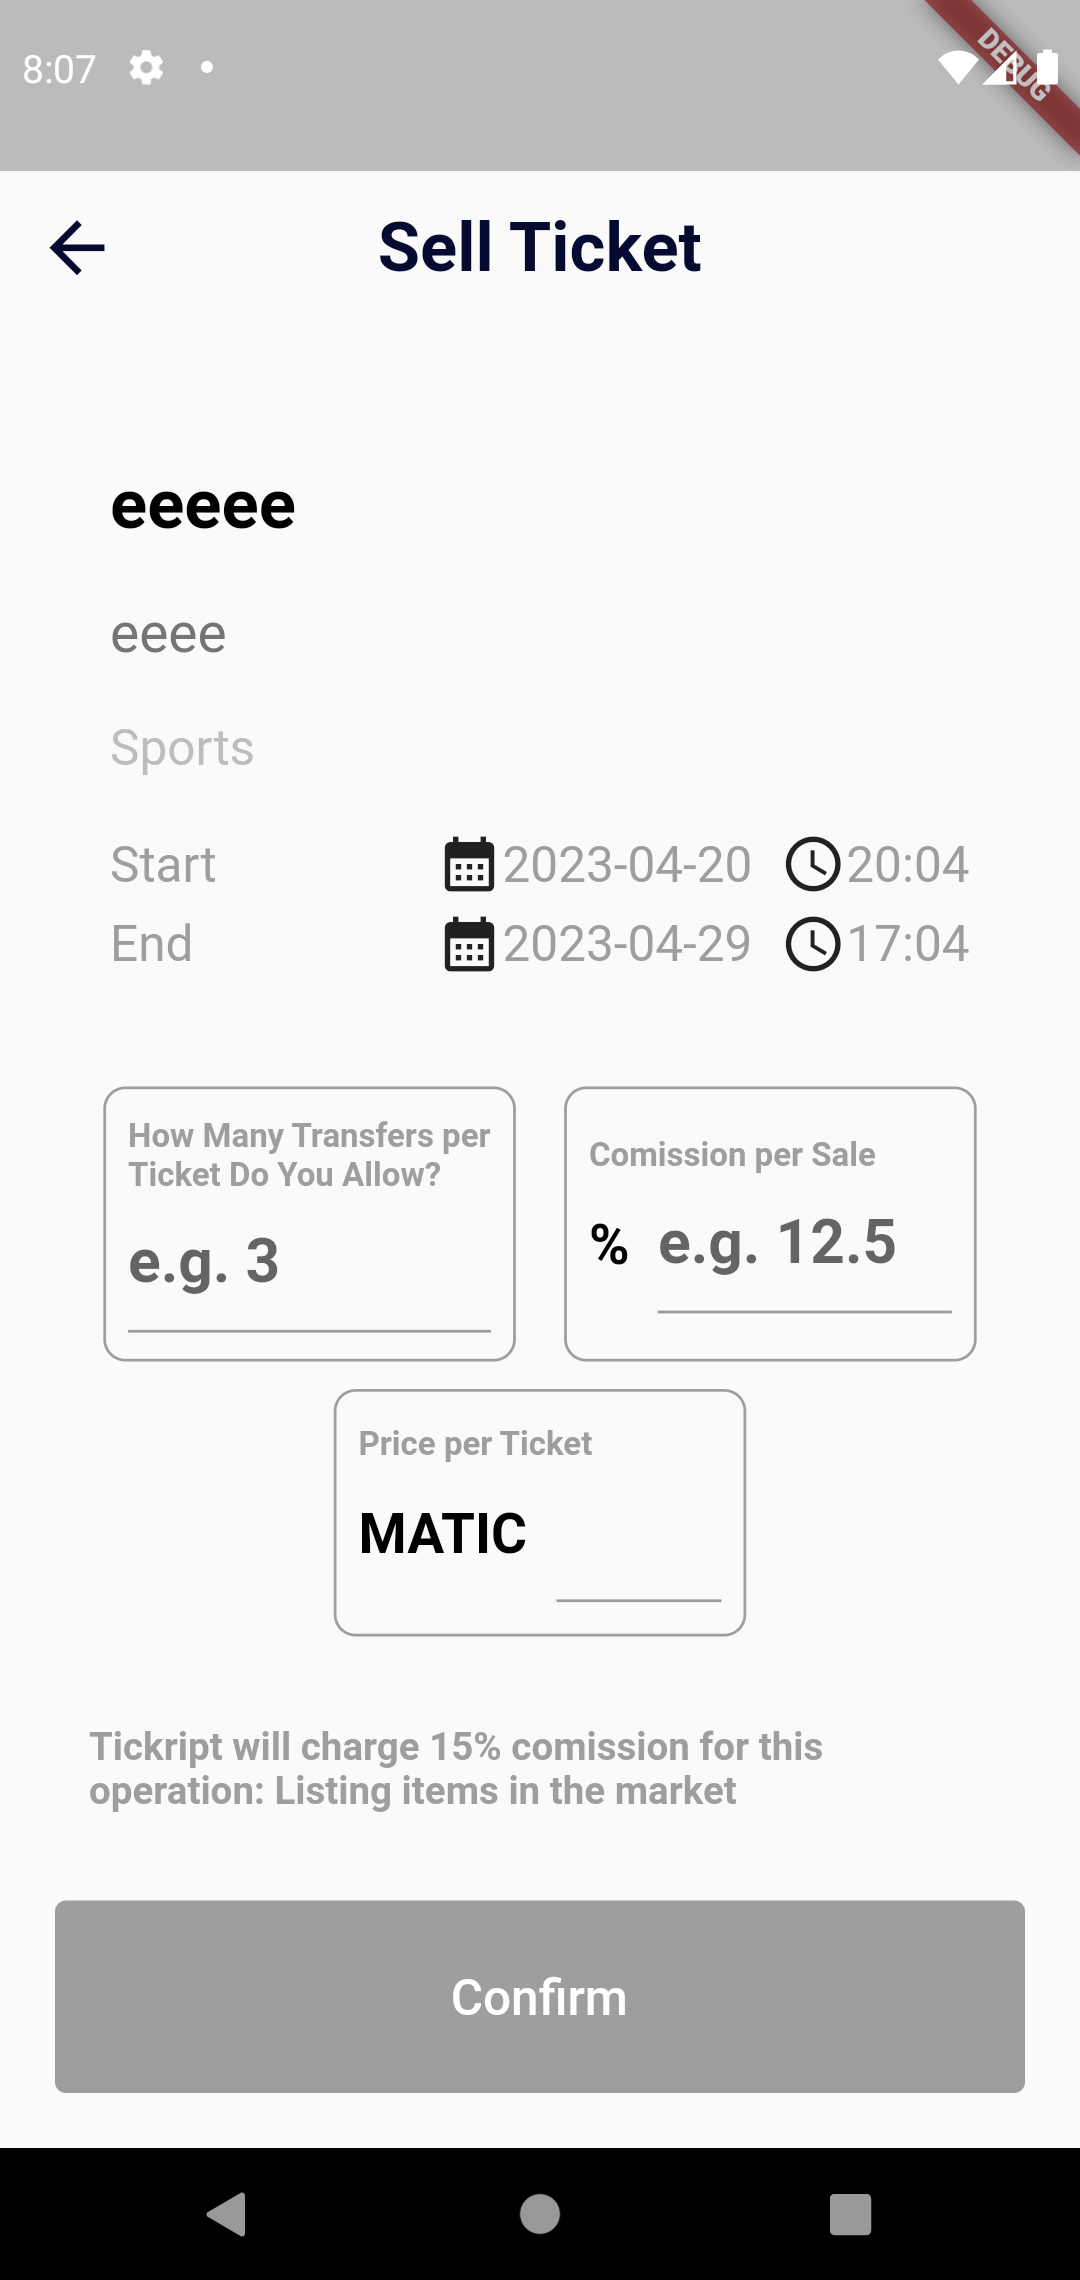 8:07
DEBUG
Sell Ticket
eeeee
eeee
Sports
Start 2023-04-20 20:04
End 2023-04-29 17:04
How Many Transfers per
Ticket Do You Allow?
e.g. 3
Comission per Sale
% e.g. 12.5
Price per Ticket
MATIC
Tickript will charge 15% comission for this
operation: Listing items in the market
Confirm